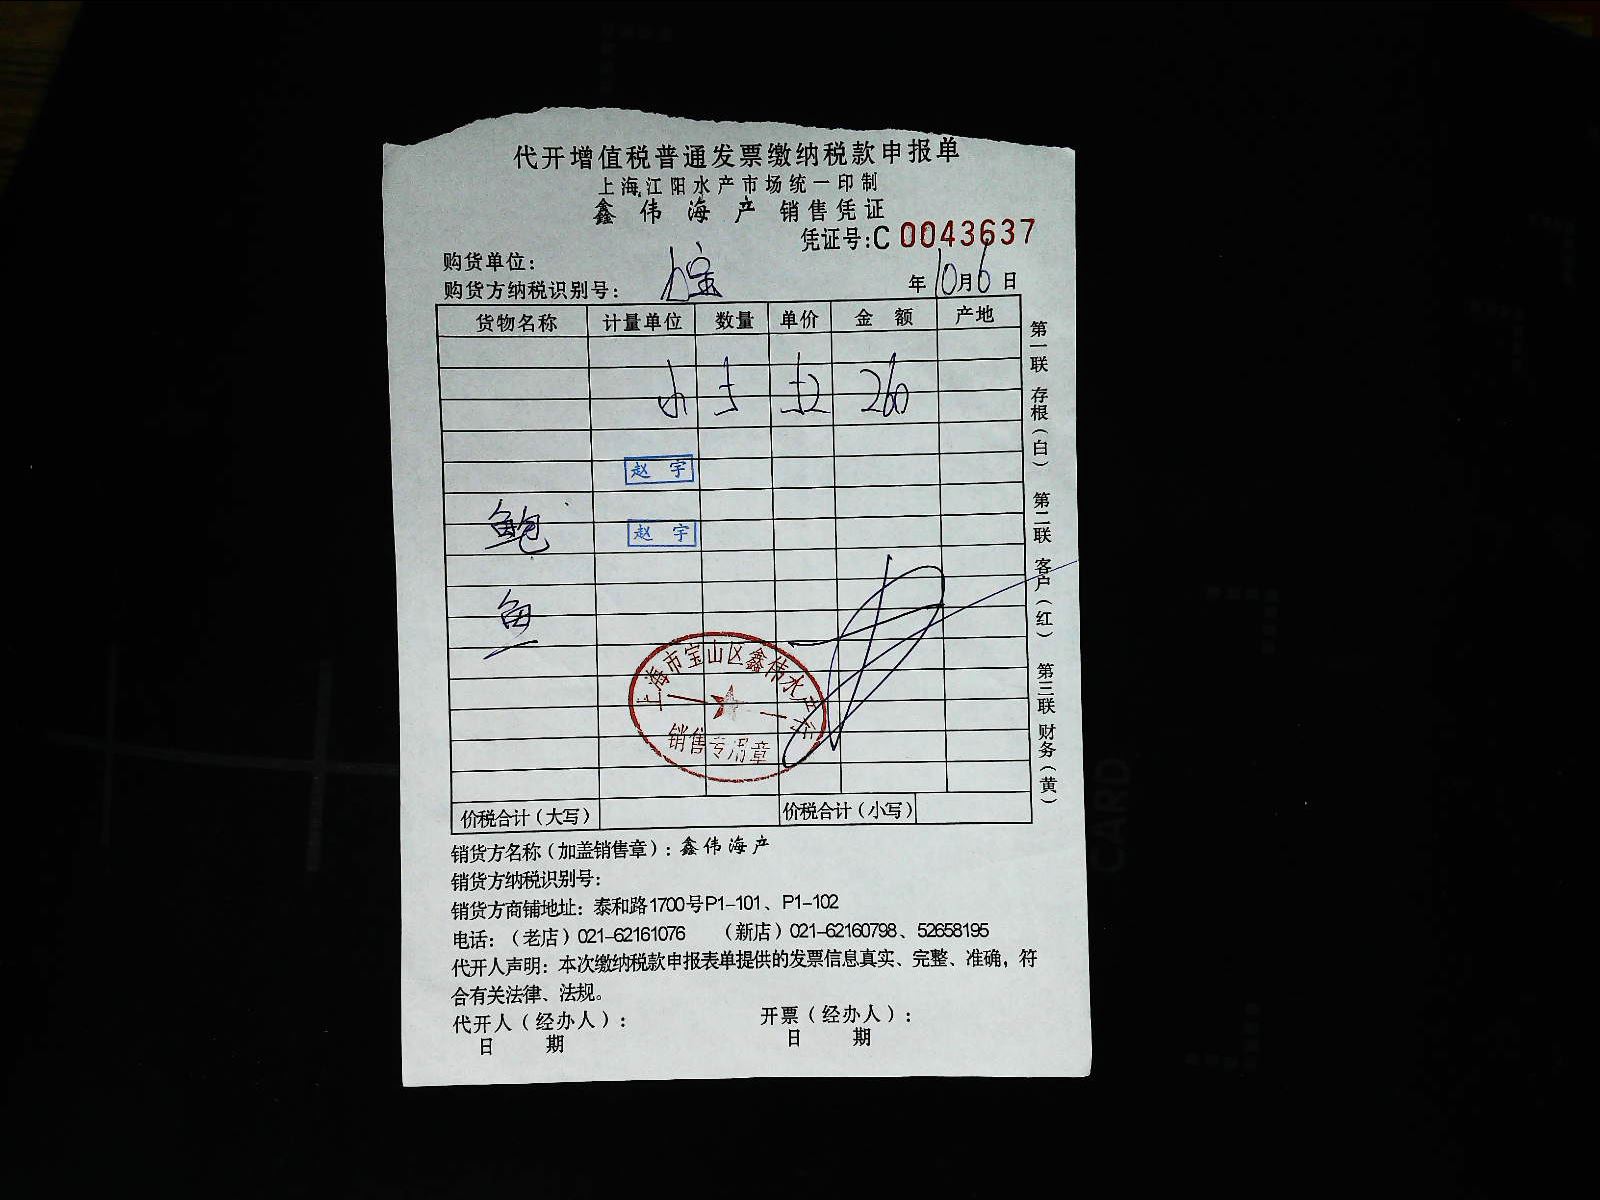 代开增值税普通发票缴纳税款申报单
上海江阳水产市场统一印制
鑫伟海产 销售凭证
凭证号:C 0043637
购货单位：
购货方纳税识别号： 年10月6日
货物名称 计量单位 数量 单价 金额 产地
260
赵宇
鲍
赵宇
鱼
上海市宝山区鑫伟水
销售专用章
价税合计（大写） 价税合计（小写）
第一联 存根（白） 第二联 客户（红） 第三联 财务（黄）
销货方名称（加盖销售章）：鑫伟海产
销货方纳税识别号：
销货方商铺地址：泰和路1700号P1-101、P1-102
电话：（老店）021-62161076 （新店）021-62160798、52658195
代开人声明：本次缴纳税款申报表单提供的发票信息真实、完整、准确，符
合有关法律、法规。
代开人（经办人）： 开票（经办人）：
日 期 日 期
CARD